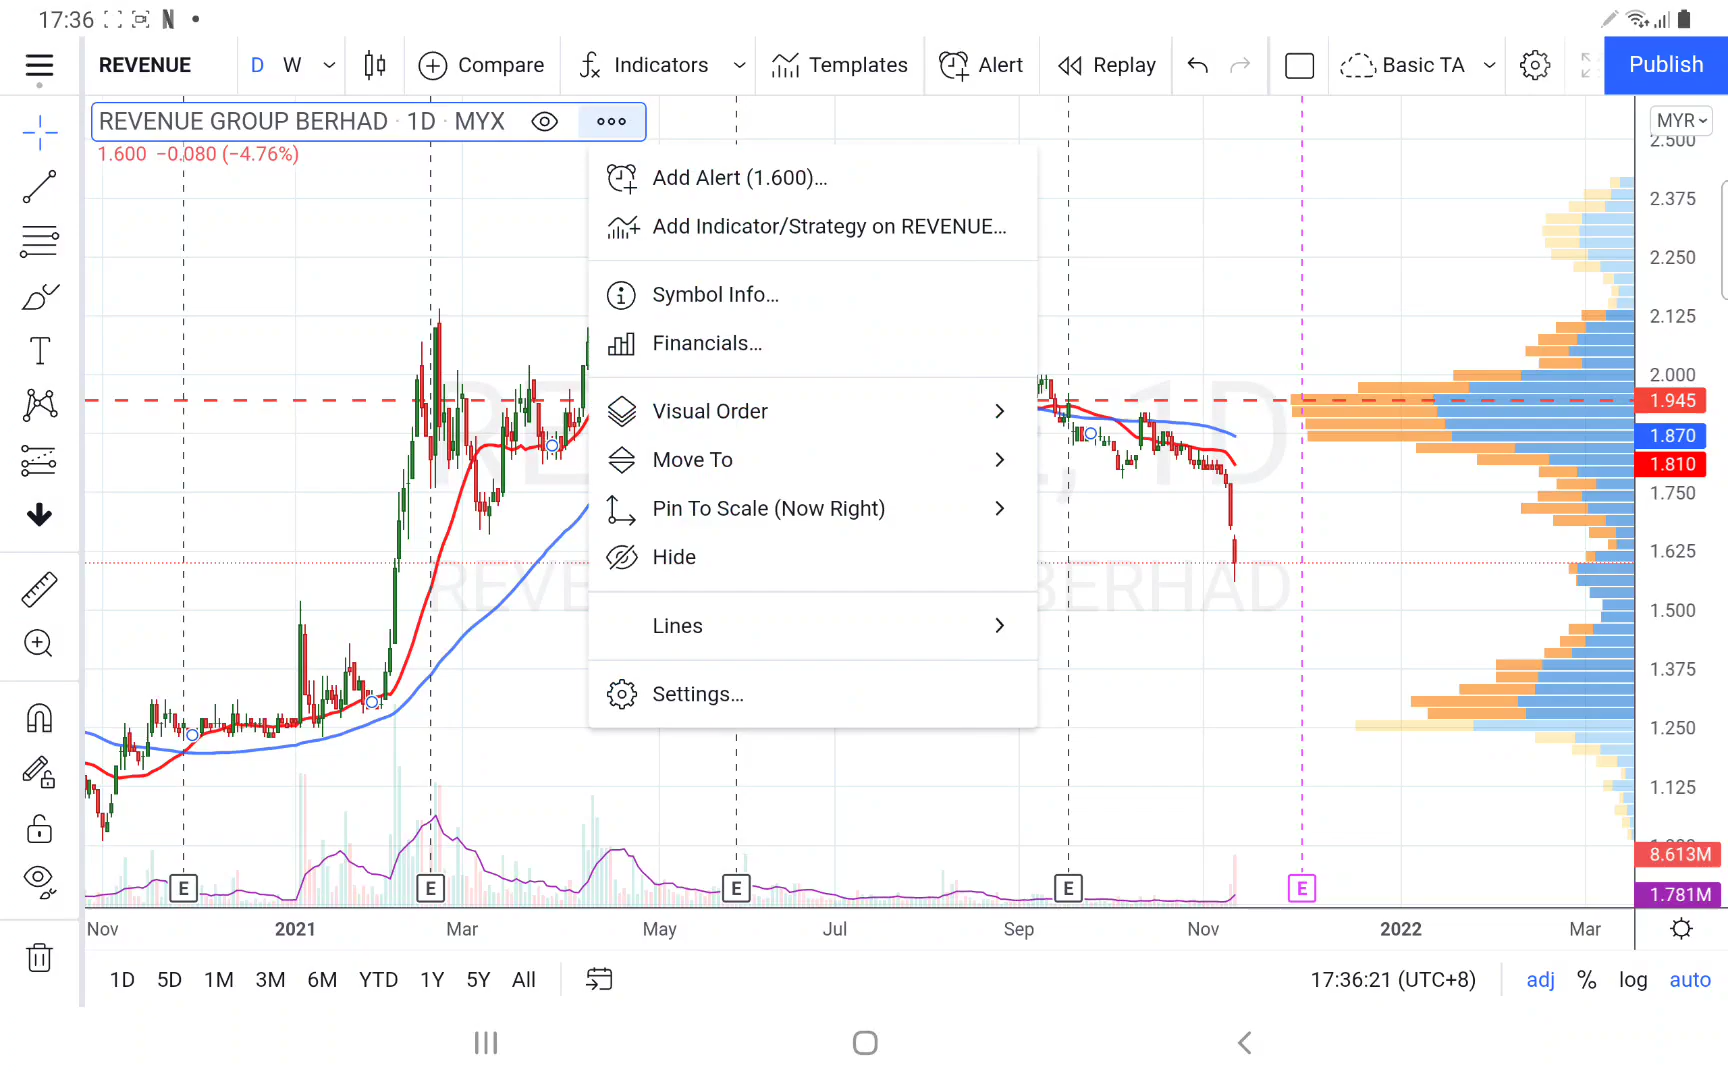 17:36
REVENUE D W Compare Indicators Templates Alert Replay Basic TA Publish
REVENUE GROUP BERHAD · 1D · MYX
1.600 −0.080 (−4.76%)
Add Alert (1.600)...
Add Indicator/Strategy on REVENUE...
Symbol Info...
Financials...
Visual Order
Move To
Pin To Scale (Now Right)
Hide
Lines
Settings...
MYR
2.500
2.375
2.250
2.125
2.000
1.945
1.870
1.810
1.750
1.625
1.500
1.375
1.250
1.125
8.613M
1.781M
E E E E E
Nov 2021 Mar May Jul Sep Nov 2022 Mar
1D 5D 1M 3M 6M YTD 1Y 5Y All 17:36:21 (UTC+8) adj % log auto